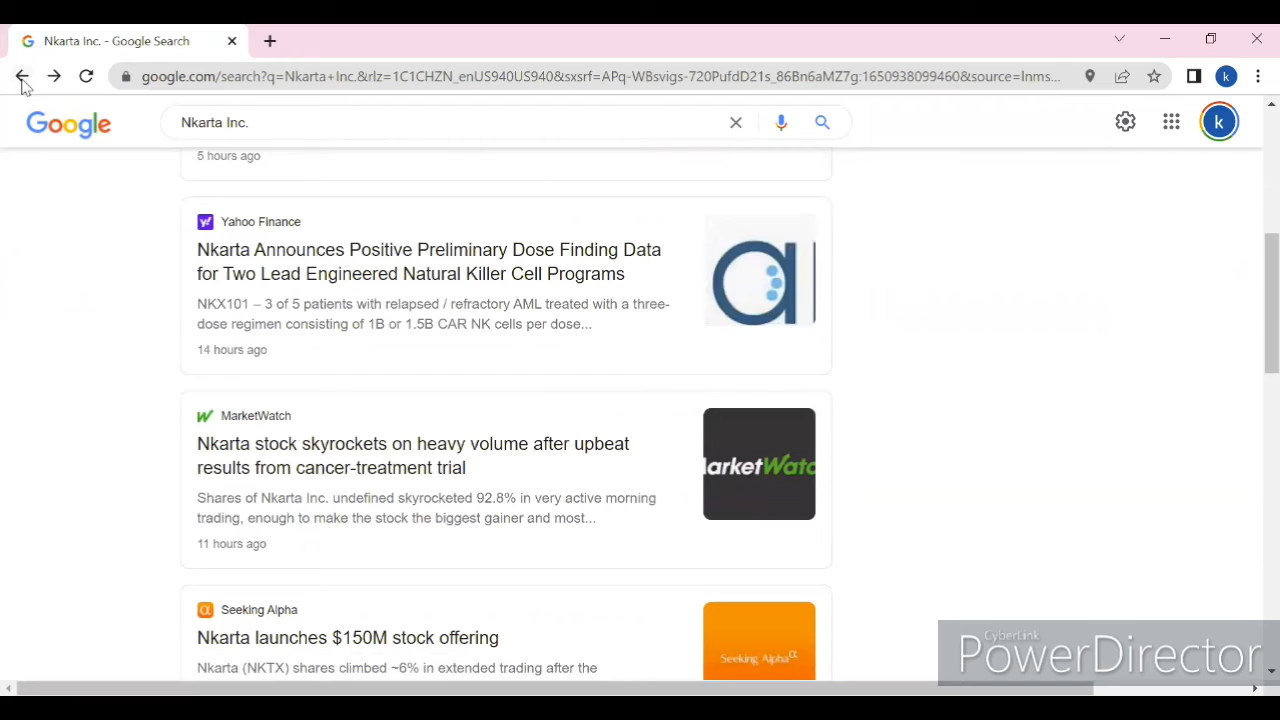 Nkarta Inc. - Google Search
google.com/search?q=Nkarta+Inc.&rlz=1C1CHZN_enUS940US940&sxsrf=APq-WBsvigs-720PufdD21s_86Bn6aMZ7g:1650938099460&source=lnms...
k
Google
Nkarta Inc.
k
5 hours ago
Yahoo Finance
Nkarta Announces Positive Preliminary Dose Finding Data
for Two Lead Engineered Natural Killer Cell Programs
NKX101 – 3 of 5 patients with relapsed / refractory AML treated with a three-
dose regimen consisting of 1B or 1.5B CAR NK cells per dose...
14 hours ago
MarketWatch
Nkarta stock skyrockets on heavy volume after upbeat
results from cancer-treatment trial
Shares of Nkarta Inc. undefined skyrocketed 92.8% in very active morning
trading, enough to make the stock the biggest gainer and most...
11 hours ago
MarketWatc
Seeking Alpha
Nkarta launches $150M stock offering
Nkarta (NKTX) shares climbed ~6% in extended trading after the
Seeking Alpha α
CyberLink
PowerDirector